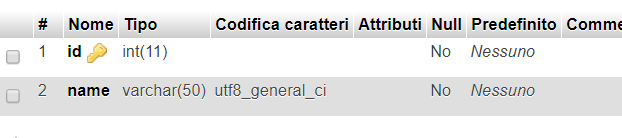 # Nome Tipo Codifica caratteri Attributi Null Predefinito Comme
1 id int(11) No Nessuno
2 name varchar(50) utf8_general_ci No Nessuno